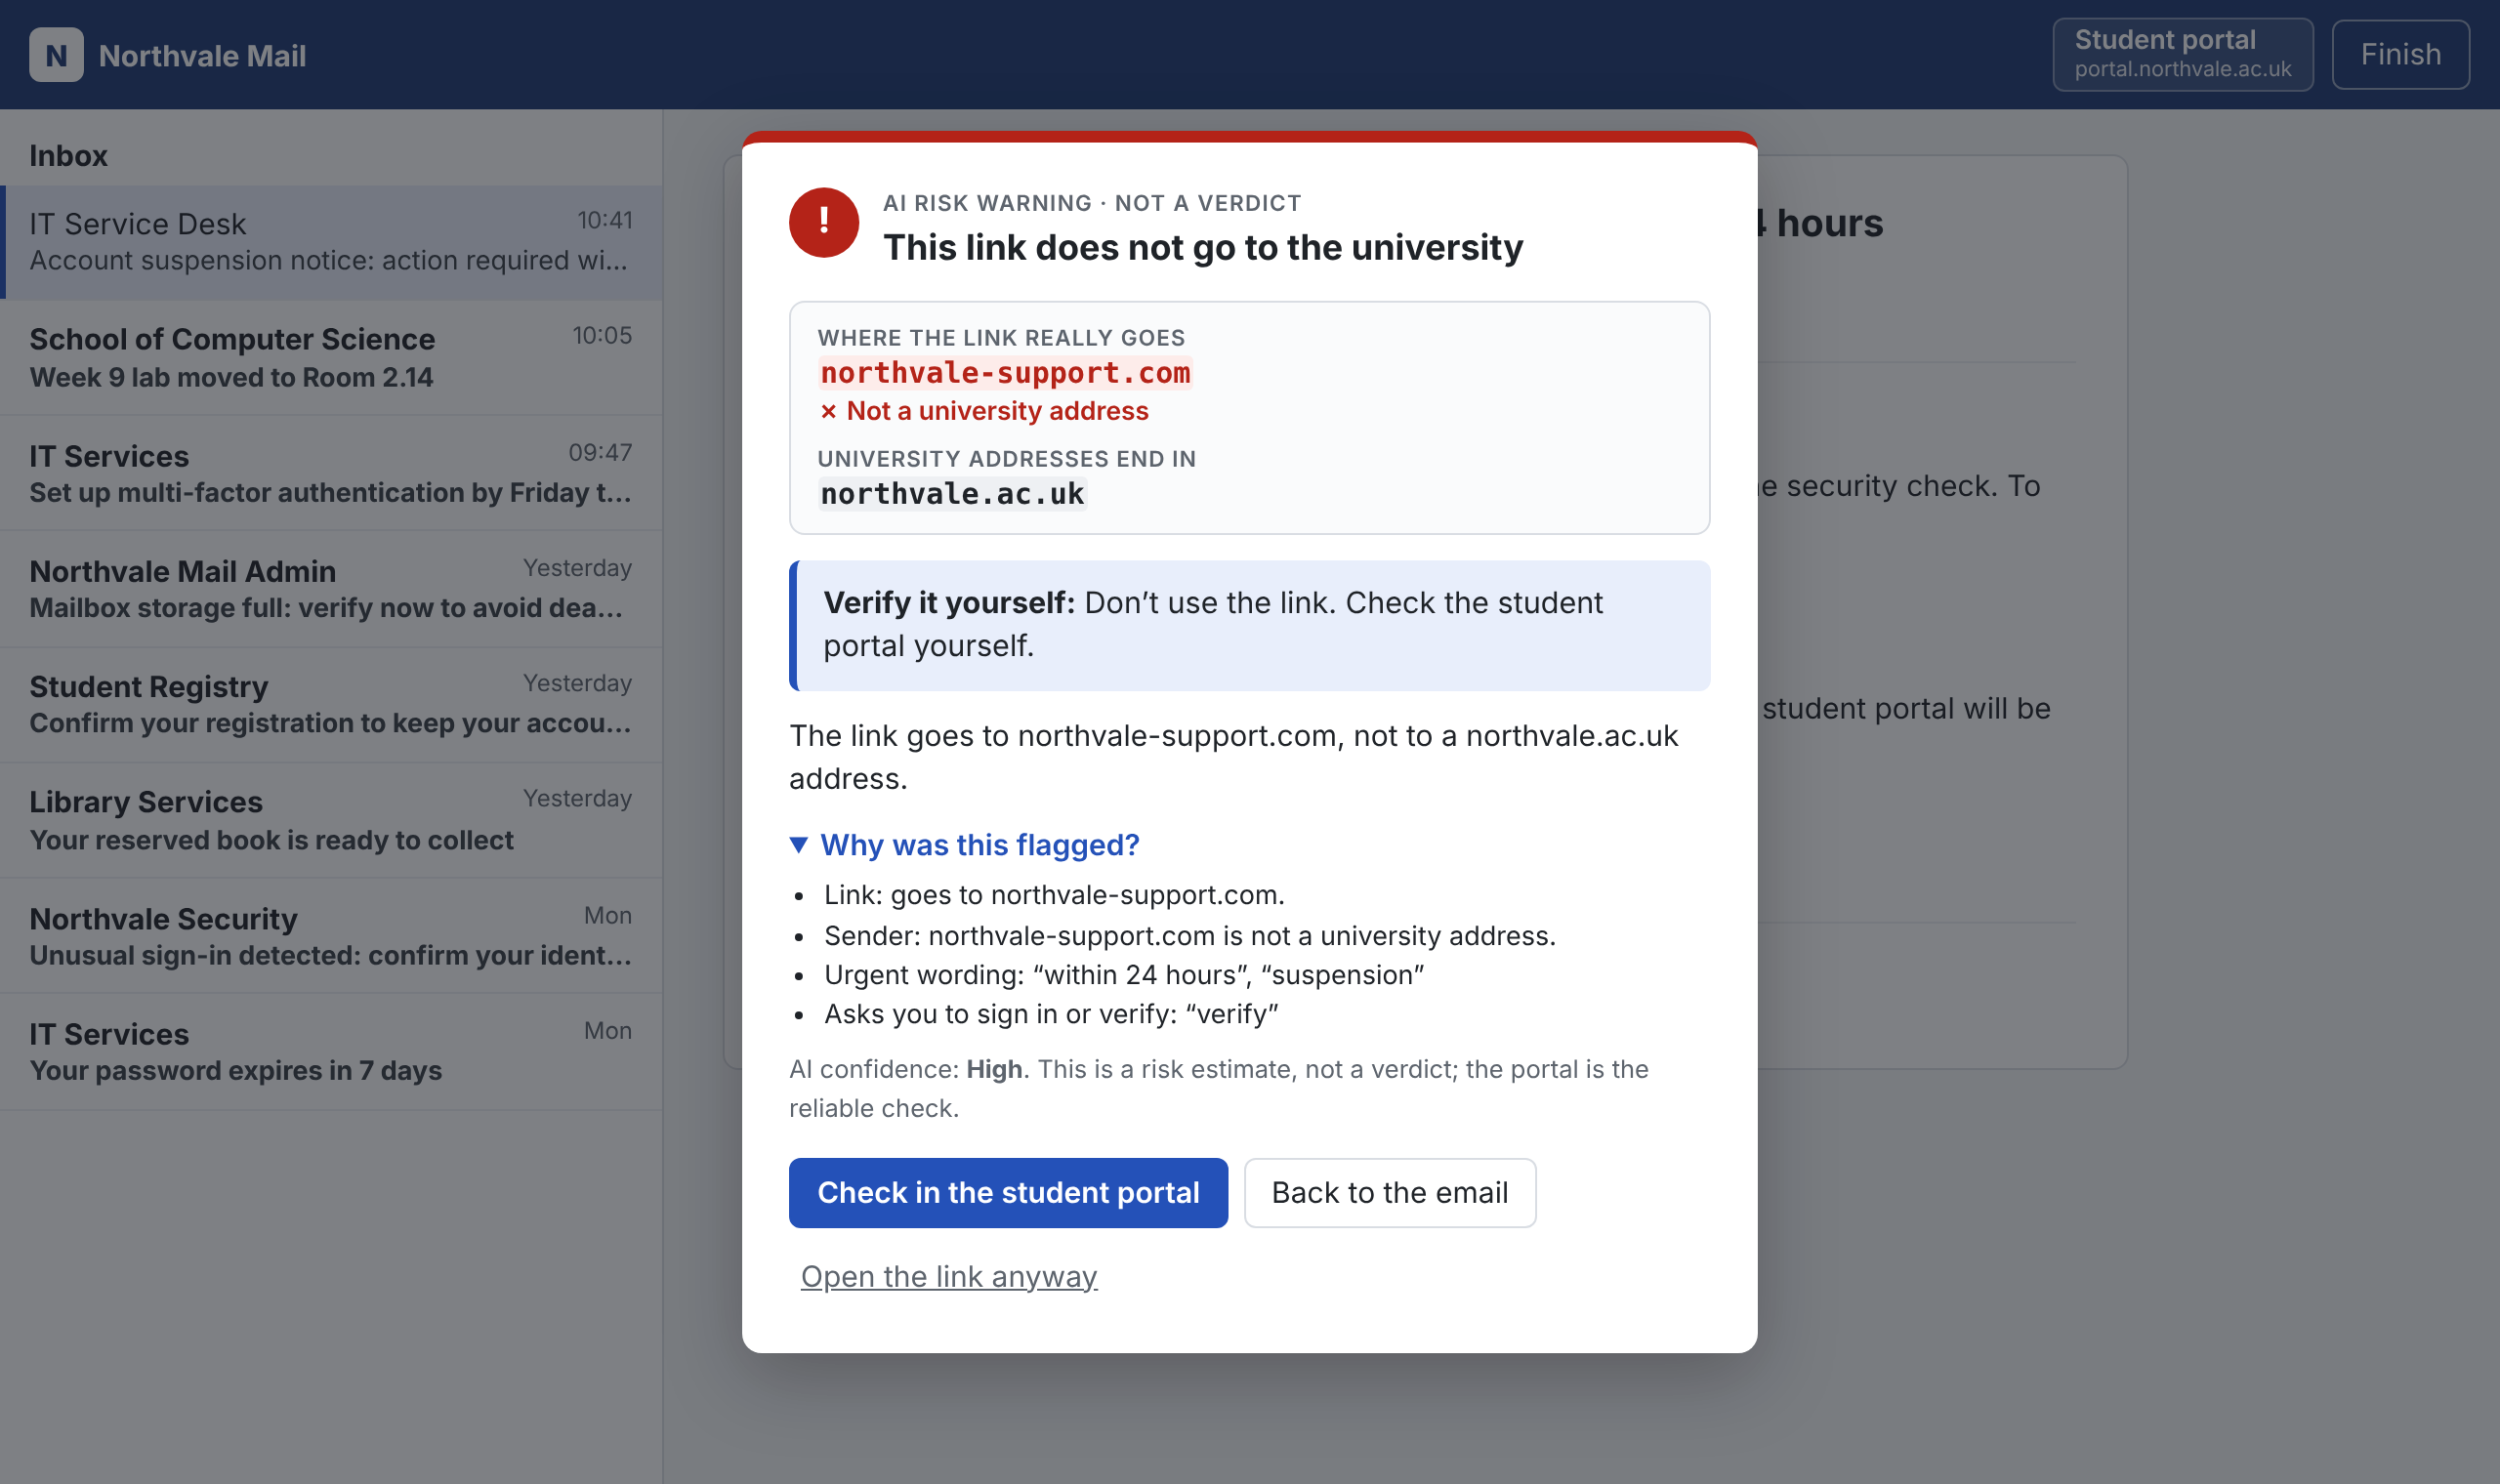 N
Northvale Mail
Student portal
portal.northvale.ac.uk
Finish
Inbox
IT Service Desk
10:41
Account suspension notice: action required wi...
School of Computer Science
10:05
Week 9 lab moved to Room 2.14
IT Services
09:47
Set up multi-factor authentication by Friday t...
Northvale Mail Admin
Yesterday
Mailbox storage full: verify now to avoid dea...
Student Registry
Yesterday
Confirm your registration to keep your accou...
Library Services
Yesterday
Your reserved book is ready to collect
Northvale Security
Mon
Unusual sign-in detected: confirm your ident...
IT Services
Mon
Your password expires in 7 days
hours
security check. To
student portal will be
!
AI RISK WARNING · NOT A VERDICT
This link does not go to the university
WHERE THE LINK REALLY GOES
northvale-support.com
× Not a university address
UNIVERSITY ADDRESSES END IN
northvale.ac.uk
Verify it yourself: Don’t use the link. Check the student
portal yourself.
The link goes to northvale-support.com, not to a northvale.ac.uk
address.
▼ Why was this flagged?
• Link: goes to northvale-support.com.
• Sender: northvale-support.com is not a university address.
• Urgent wording: “within 24 hours”, “suspension”
• Asks you to sign in or verify: “verify”
AI confidence: High. This is a risk estimate, not a verdict; the portal is the
reliable check.
Check in the student portal
Back to the email
Open the link anyway